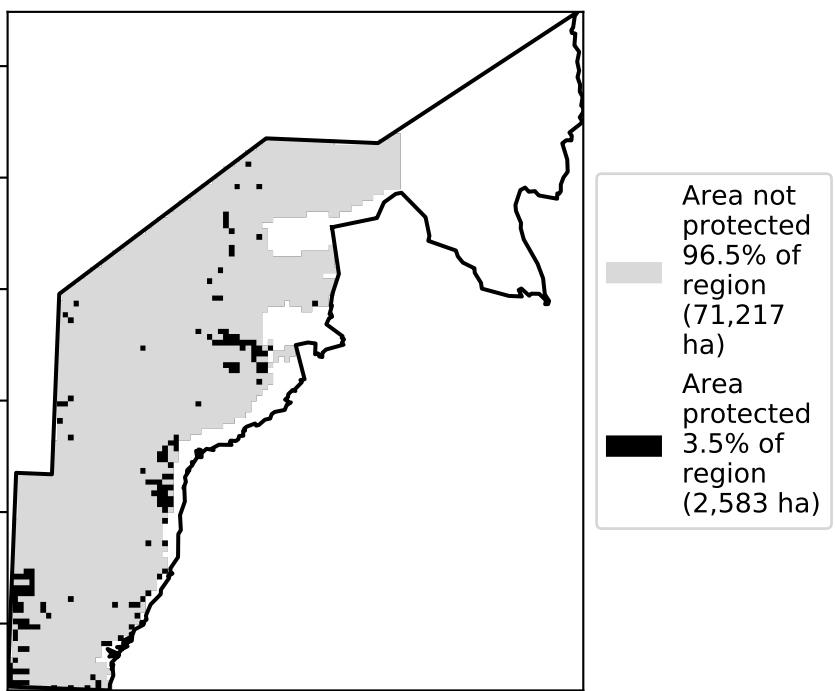 Area not
protected
96.5% of
region
(71,217
ha)
Area
protected
3.5% of
region
(2,583 ha)